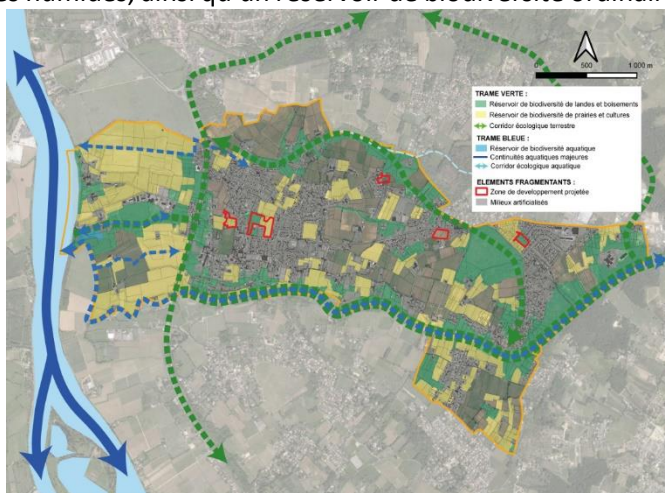 es humides, ainsi qu'un réservoir de biodiversité ordinai
0 500 1 000 m
TRAME VERTE :
Réservoir de biodiversité de landes et boisements
Réservoir de biodiversité de prairies et cultures
Corridor écologique terrestre
TRAME BLEUE :
Réservoir de biodiversité aquatique
Continuités aquatiques majeures
Corridor écologique aquatique
ELEMENTS FRAGMENTANTS :
Zone de developpement projetée
Milieux artificialisés